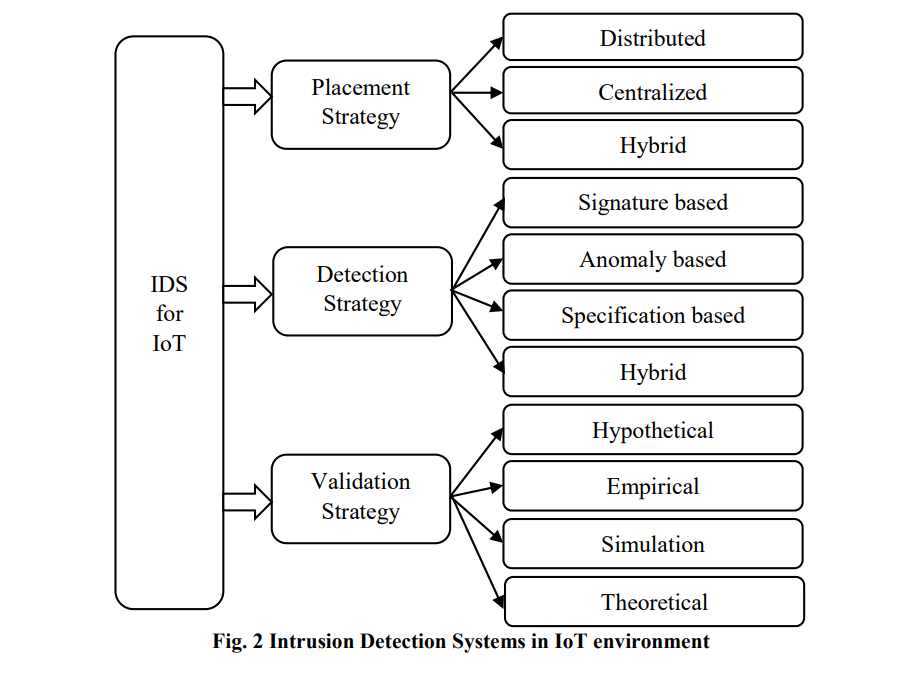 IDS
for
IoT
Placement
Strategy
Distributed
Centralized
Hybrid
Detection
Strategy
Signature based
Anomaly based
Specification based
Hybrid
Validation
Strategy
Hypothetical
Empirical
Simulation
Theoretical
Fig. 2 Intrusion Detection Systems in IoT environment